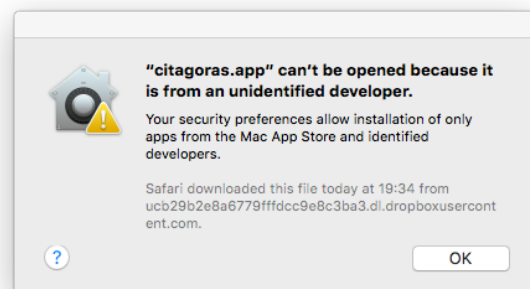 “citagoras.app” can’t be opened because it
is from an unidentified developer.
Your security preferences allow installation of only
apps from the Mac App Store and identified
developers.
Safari downloaded this file today at 19:34 from
ucb29b2e8a6779fffdcc9e8c3ba3.dl.dropboxusercont
ent.com.
?
OK